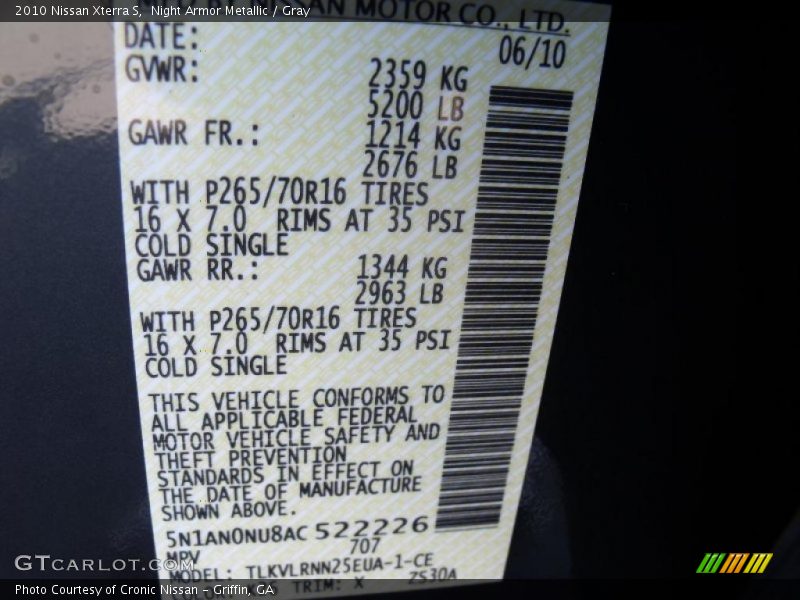 2010 Nissan Xterra S, Night Armor Metallic / Gray
MOTOR CO., LTD.
DATE: 06/10
GVWR: 2359 KG
5200 LB
GAWR FR.: 1214 KG
2676 LB
WITH P265/70R16 TIRES
16 X 7.0 RIMS AT 35 PSI
COLD SINGLE
GAWR RR.: 1344 KG
2963 LB
WITH P265/70R16 TIRES
16 X 7.0 RIMS AT 35 PSI
COLD SINGLE
THIS VEHICLE CONFORMS TO
ALL APPLICABLE FEDERAL
MOTOR VEHICLE SAFETY AND
THEFT PREVENTION
STANDARDS IN EFFECT ON
THE DATE OF MANUFACTURE
SHOWN ABOVE.
5N1AN0NU8AC 522226
MPV 707
MODEL: TLKVLRNN25EUA-1-CE
TRIM: X ZS30A
GTCARLOT.COM
Photo Courtesy of Cronic Nissan - Griffin, GA